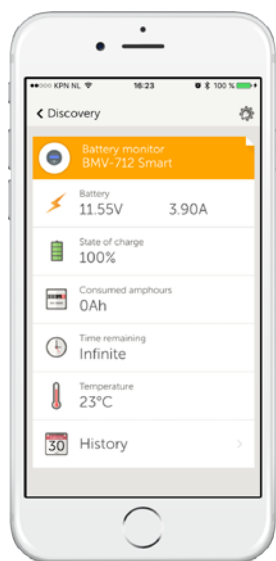 KPN NL 16:23 100 %
Discovery
Battery monitor
BMV-712 Smart
Battery
11.55V 3.90A
State of charge
100%
Consumed amphours
0Ah
Time remaining
Infinite
Temperature
23°C
30 History